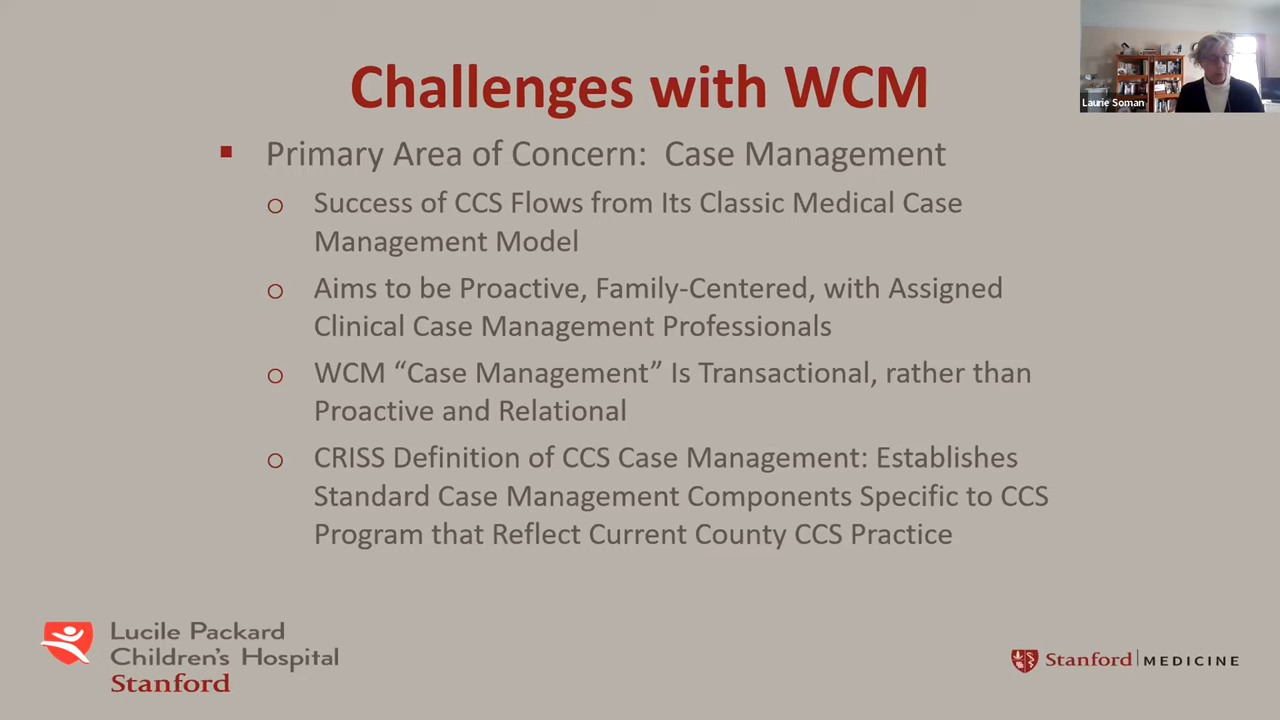 Challenges with WCM
Laurie Soman
▪ Primary Area of Concern: Case Management
o Success of CCS Flows from Its Classic Medical Case
Management Model
o Aims to be Proactive, Family-Centered, with Assigned
Clinical Case Management Professionals
o WCM “Case Management” Is Transactional, rather than
Proactive and Relational
o CRISS Definition of CCS Case Management: Establishes
Standard Case Management Components Specific to CCS
Program that Reflect Current County CCS Practice
Lucile Packard
Children’s Hospital
Stanford
Stanford | MEDICINE